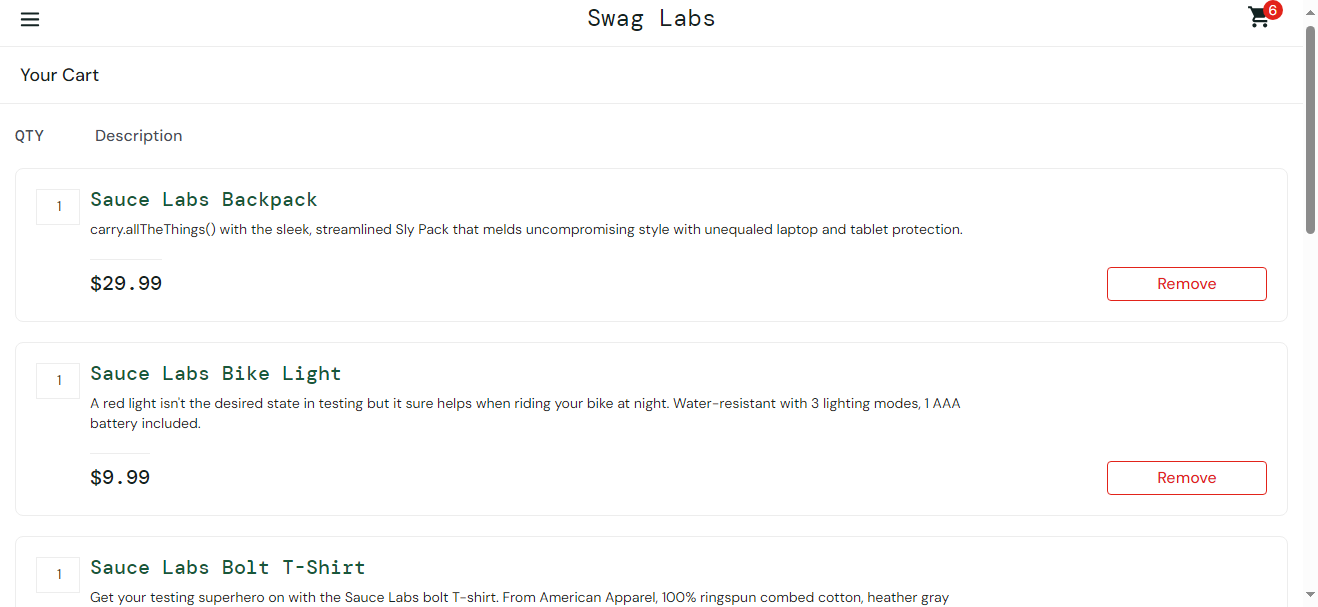 Swag Labs
6
Your Cart
QTY Description
1 Sauce Labs Backpack
carry.allTheThings() with the sleek, streamlined Sly Pack that melds uncompromising style with unequaled laptop and tablet protection.
$29.99 Remove
1 Sauce Labs Bike Light
A red light isn't the desired state in testing but it sure helps when riding your bike at night. Water-resistant with 3 lighting modes, 1 AAA
battery included.
$9.99 Remove
1 Sauce Labs Bolt T-Shirt
Get your testing superhero on with the Sauce Labs bolt T-shirt. From American Apparel, 100% ringspun combed cotton, heather gray